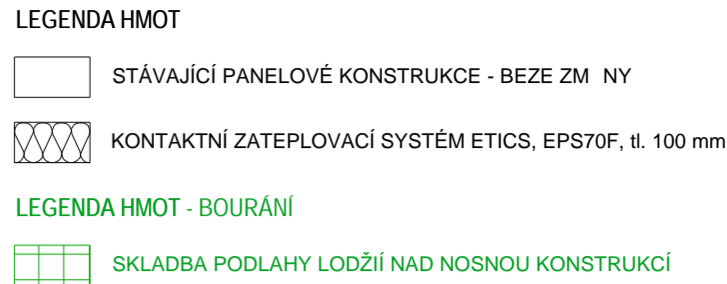 LEGENDA HMOT
STÁVAJÍCÍ PANELOVÉ KONSTRUKCE - BEZE ZM NY
KONTAKTNÍ ZATEPLOVACÍ SYSTÉM ETICS, EPS70F, tl. 100 mm
LEGENDA HMOT - BOURÁNÍ
SKLADBA PODLAHY LODŽIÍ NAD NOSNOU KONSTRUKCÍ